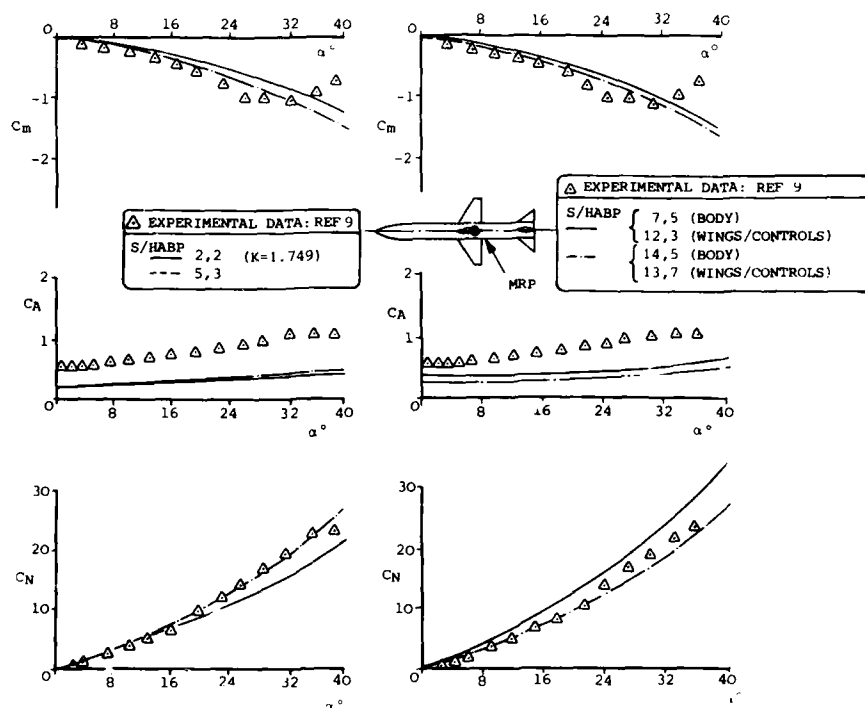 0 8 16 24 32 40
α°
Cm
-1
-2
0 8 16 24 32 4G
α°
Cm
-1
-2
EXPERIMENTAL DATA: REF 9
S/HABP
2,2 (K=1.749)
5,3
MRP
EXPERIMENTAL DATA: REF 9
S/HABP
7,5 (BODY)
12,3 (WINGS/CONTROLS)
14,5 (BODY)
13,7 (WINGS/CONTROLS)
CA
2
1
0
8 16 24 32 40
α°
2
1
0
8 16 24 32 40
α°
30
20
CN
10
0
8 16 24 32 40
α°
30
20
CN
10
0
8 16 24 32 40